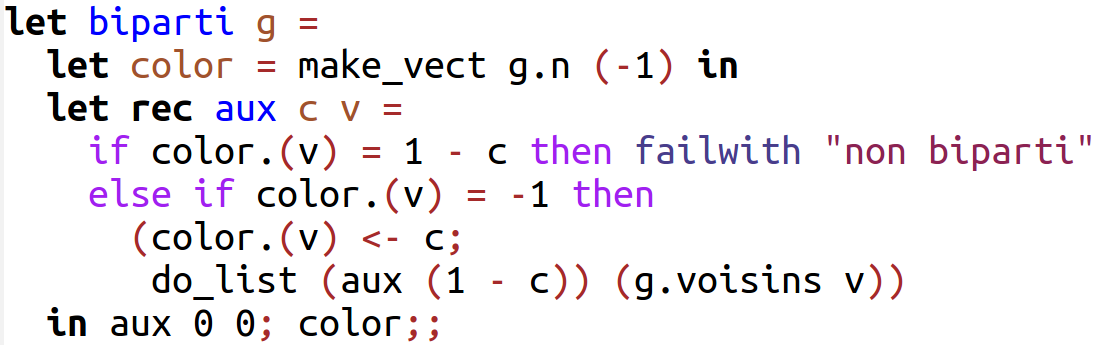 let biparti g =
  let color = make_vect g.n (-1) in
  let rec aux c v =
    if color.(v) = 1 - c then failwith "non biparti"
    else if color.(v) = -1 then
      (color.(v) <- c;
       do_list (aux (1 - c)) (g.voisins v))
  in aux 0 0; color;;